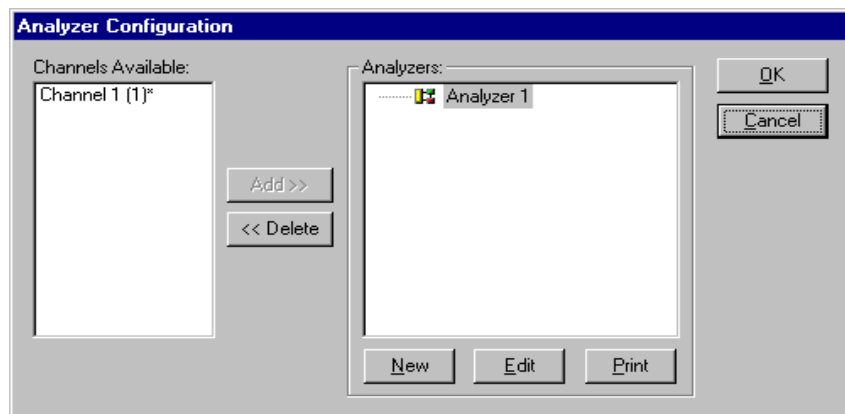 Analyzer Configuration
Channels Available:
Channel 1 (1)*
Add >>
<< Delete
Analyzers:
Analyzer 1
New
Edit
Print
OK
Cancel